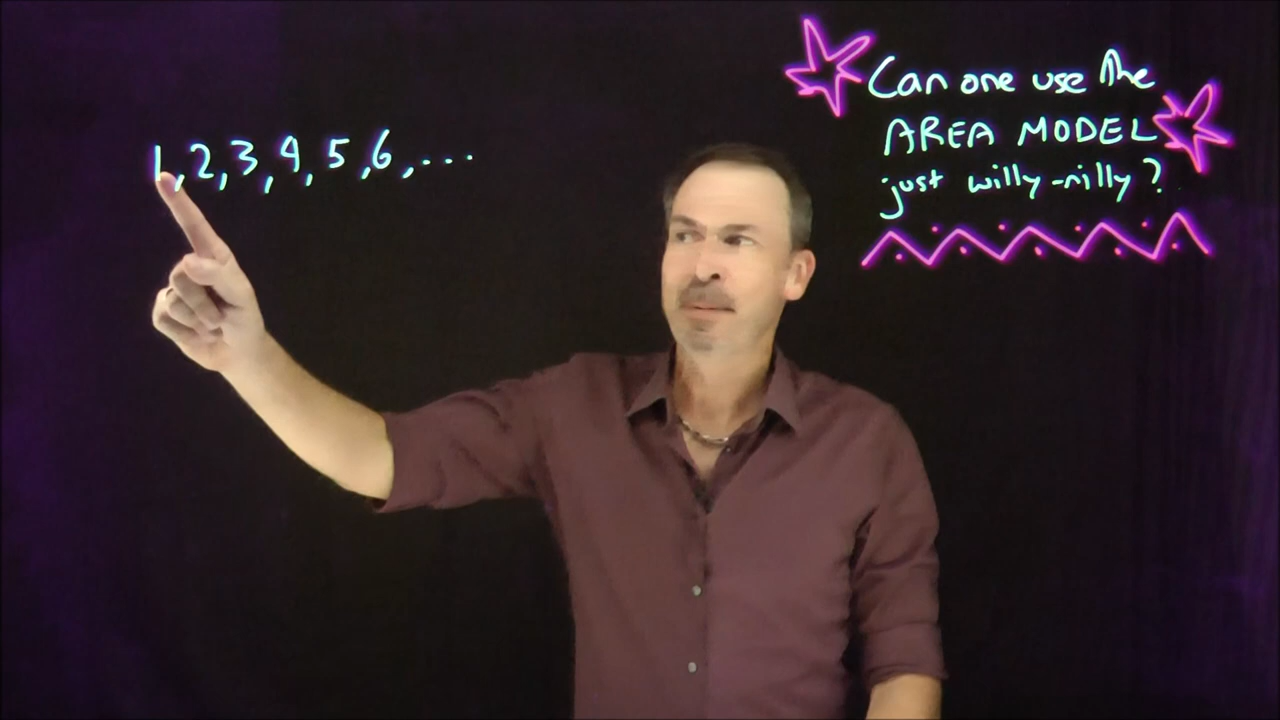 1, 2, 3, 4, 5, 6, ...
Can one use the
AREA MODEL
just willy-nilly?